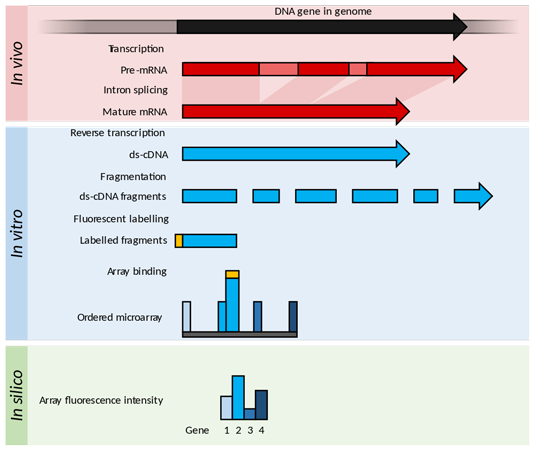 DNA gene in genome
In vivo
Transcription
Pre-mRNA
Intron splicing
Mature mRNA
In vitro
Reverse transcription
ds-cDNA
Fragmentation
ds-cDNA fragments
Fluorescent labelling
Labelled fragments
Array binding
Ordered microarray
In silico
Array fluorescence intensity
Gene 1 2 3 4